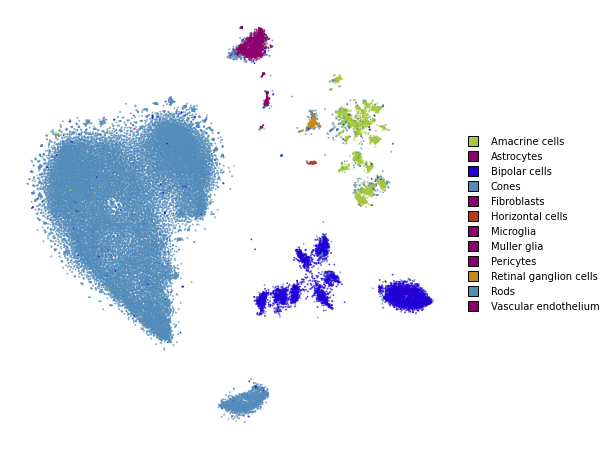 Amacrine cells
Astrocytes
Bipolar cells
Cones
Fibroblasts
Horizontal cells
Microglia
Muller glia
Pericytes
Retinal ganglion cells
Rods
Vascular endothelium